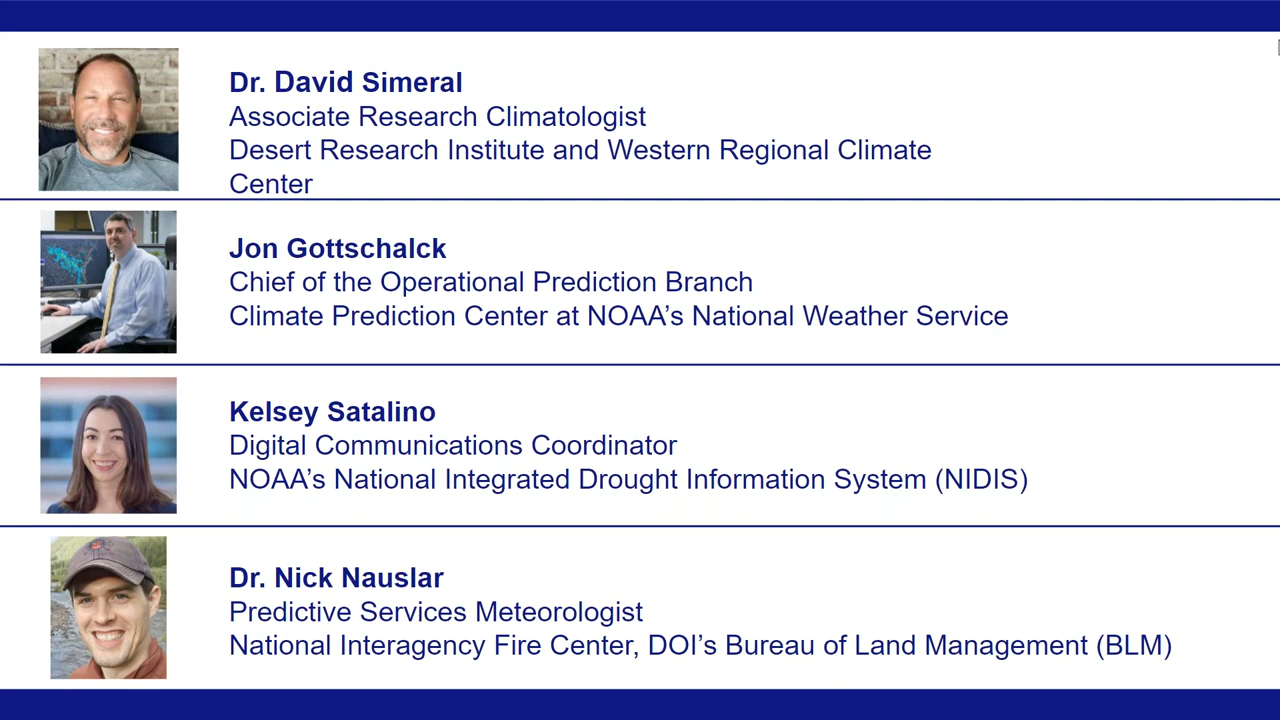 Dr. David Simeral
Associate Research Climatologist
Desert Research Institute and Western Regional Climate
Center
Jon Gottschalck
Chief of the Operational Prediction Branch
Climate Prediction Center at NOAA’s National Weather Service
Kelsey Satalino
Digital Communications Coordinator
NOAA’s National Integrated Drought Information System (NIDIS)
Dr. Nick Nauslar
Predictive Services Meteorologist
National Interagency Fire Center, DOI’s Bureau of Land Management (BLM)